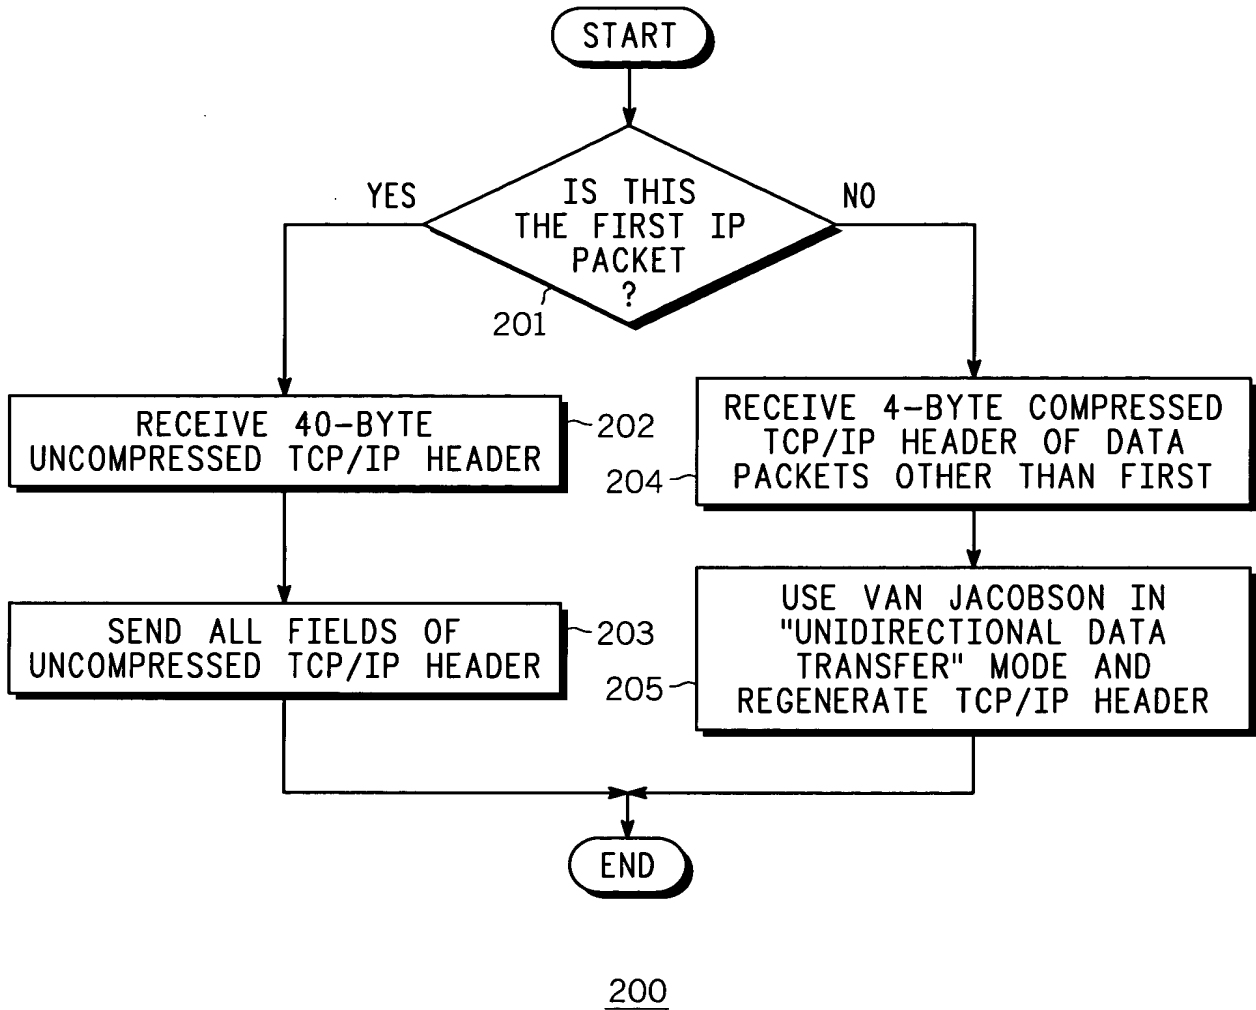 START
IS THIS
THE FIRST IP
PACKET
?
YES
NO
201
RECEIVE 40-BYTE
UNCOMPRESSED TCP/IP HEADER
202
RECEIVE 4-BYTE COMPRESSED
TCP/IP HEADER OF DATA
PACKETS OTHER THAN FIRST
204
SEND ALL FIELDS OF
UNCOMPRESSED TCP/IP HEADER
203
USE VAN JACOBSON IN
"UNIDIRECTIONAL DATA
TRANSFER" MODE AND
REGENERATE TCP/IP HEADER
205
END
200